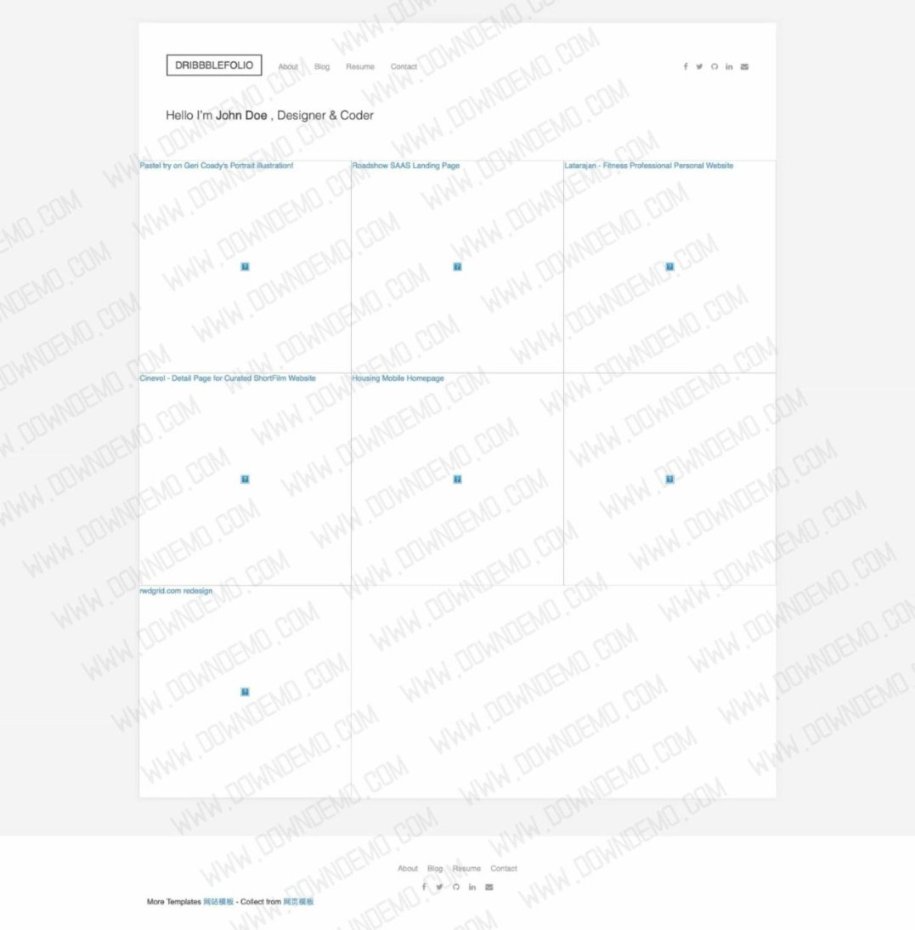 DRIBBBLEFOLIO About Blog Resume Contact
Hello I'm John Doe , Designer & Coder
Pastel try on Geri Coady's Portrait illustration! Roadshow SAAS Landing Page Latarajan - Fitness Professional Personal Website
Cinevol - Detail Page for Curated ShortFilm Website Housing Mobile Homepage
rwdgrid.com redesign
About Blog Resume Contact
More Templates 网站模板 - Collect from 网页模板
WWW.DOWNDEMO.COM